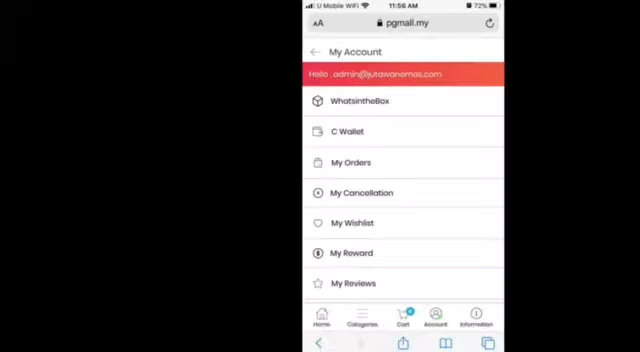 U Mobile WiFi 11:56 AM 72%
AA pgmall.my
My Account
Hello , admin@jutawanemas.com
WhatsintheBox
C Wallet
My Orders
My Cancellation
My Wishlist
My Reward
My Reviews
0
Home Categories Cart Account Information